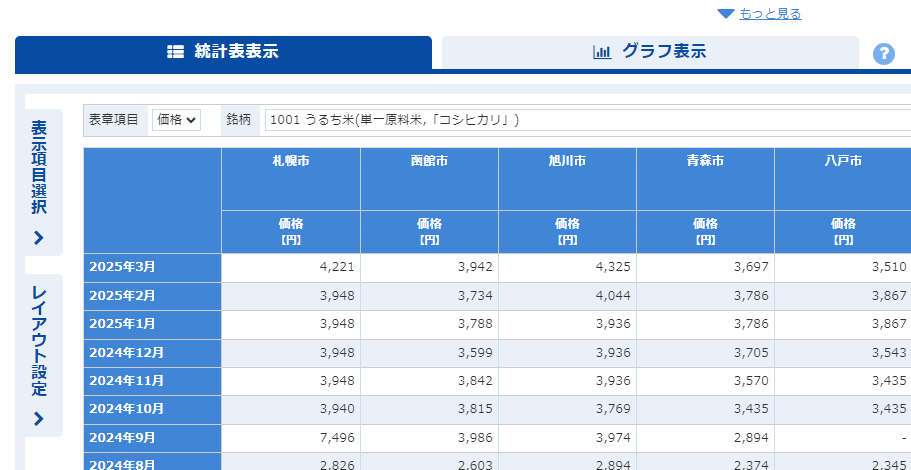 もっと見る
統計表表示
グラフ表示
?
表示項目選択
レイアウト設定
表章項目 価格 銘柄 1001 うるち米(単一原料米,「コシヒカリ」)
札幌市 函館市 旭川市 青森市 八戸市
価格 価格 価格 価格 価格
【円】 【円】 【円】 【円】 【円】
2025年3月 4,221 3,942 4,325 3,697 3,510
2025年2月 3,948 3,734 4,044 3,786 3,867
2025年1月 3,948 3,788 3,936 3,786 3,867
2024年12月 3,948 3,599 3,936 3,705 3,543
2024年11月 3,948 3,842 3,936 3,570 3,435
2024年10月 3,940 3,815 3,769 3,435 3,435
2024年9月 7,496 3,986 3,974 2,894 -
2024年8月 2,826 2,603 2,894 2,374 2,345